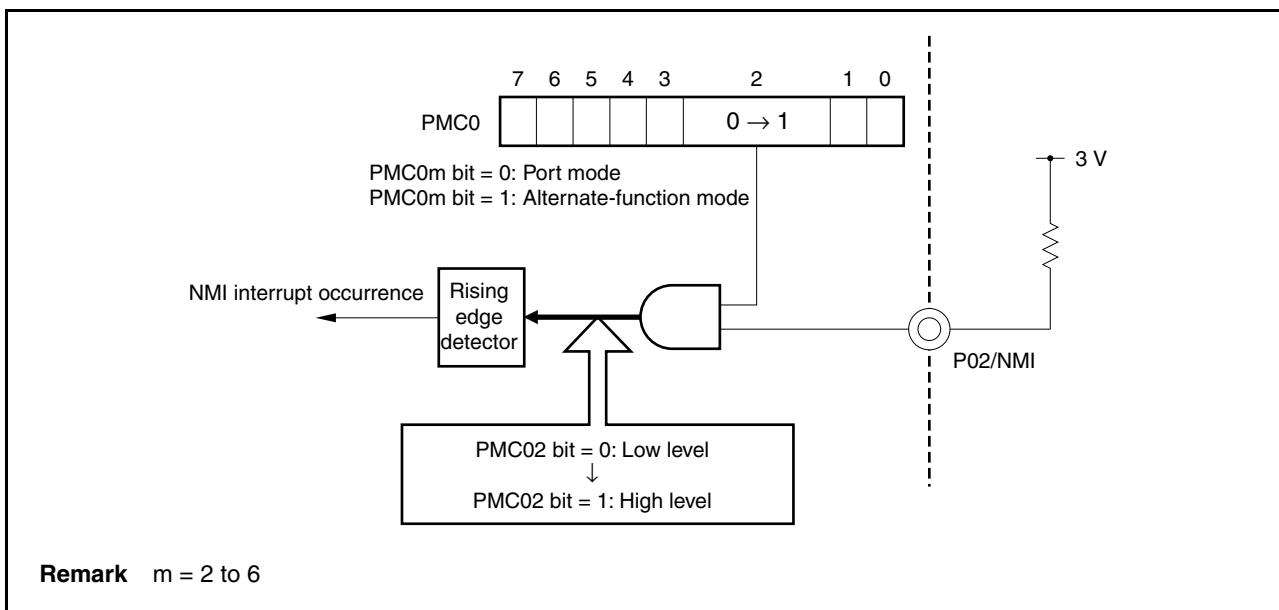 7 6 5 4 3 2 1 0
PMC0 0 → 1
3 V
PMC0m bit = 0: Port mode
PMC0m bit = 1: Alternate-function mode
NMI interrupt occurrence
Rising
edge
detector
P02/NMI
PMC02 bit = 0: Low level
↓
PMC02 bit = 1: High level
Remark m = 2 to 6